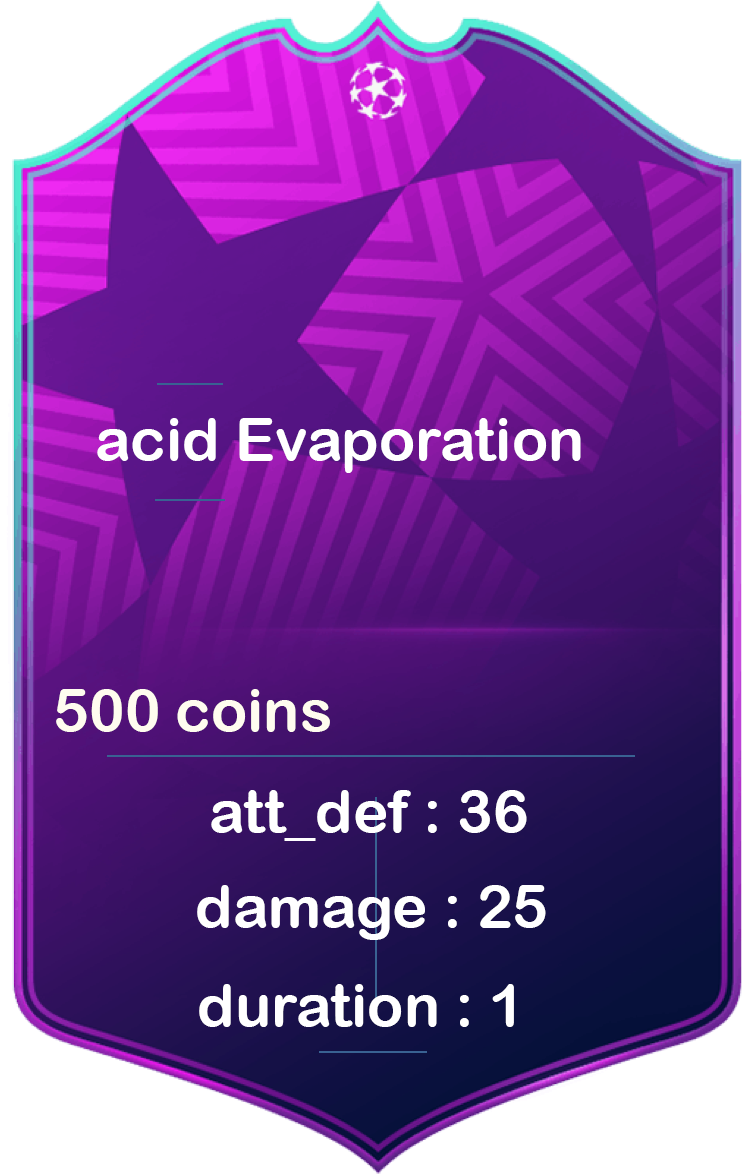 acid Evaporation
500 coins
att_def : 36
damage : 25
duration : 1